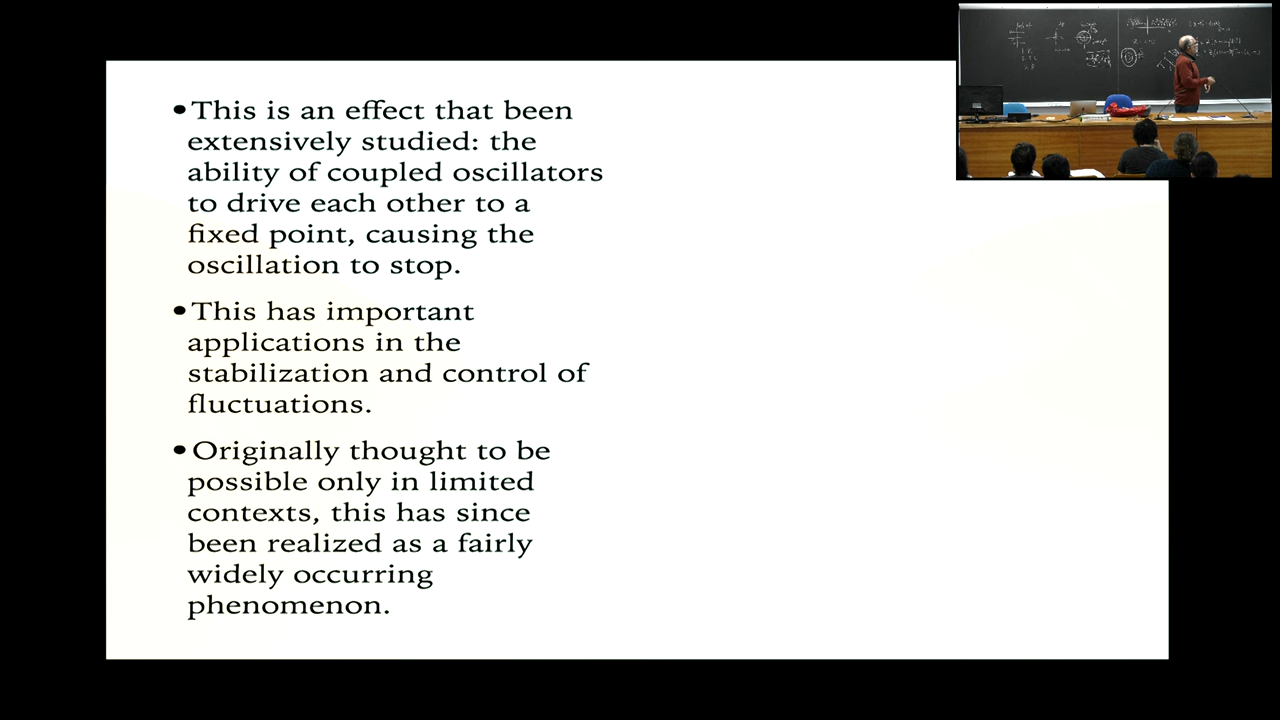 •This is an effect that been
extensively studied: the
ability of coupled oscillators
to drive each other to a
fixed point, causing the
oscillation to stop.
•This has important
applications in the
stabilization and control of
fluctuations.
•Originally thought to be
possible only in limited
contexts, this has since
been realized as a fairly
widely occurring
phenomenon.